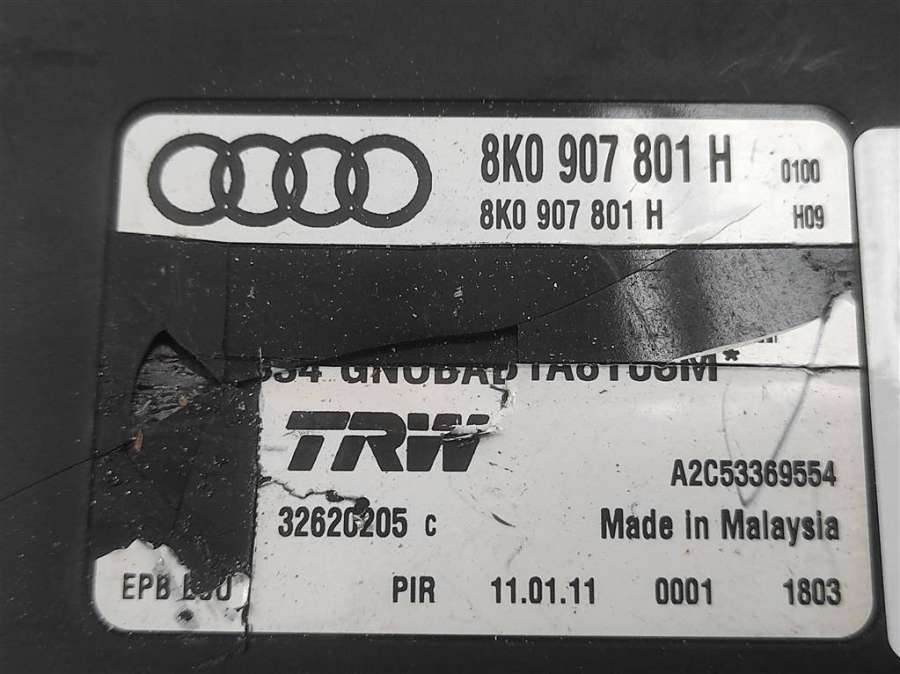 8K0 907 801 H 0100
8K0 907 801 H H09
TRW
A2C53369554
32620205 C Made in Malaysia
EPB PIR 11.01.11 0001 1803